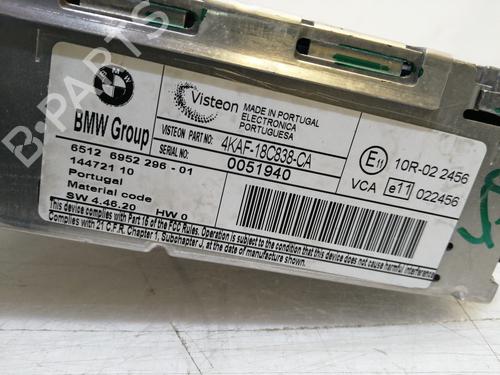 B-PARTS
BMW
BMW Group
6512 6952 296 - 01
144721 10
Portugal
Material code
SW 4.46.20 HW 0
Visteon
MADE IN PORTUGAL
ELECTRONICA
PORTUGUESA
VISTEON PART NO: 4KAF-18C838-CA
SERIAL NO: 0051940
E11 10R-02 2456
VCA e11 022456
This device complies with Part 15 of the FCC Rules. Operation is subject to the condition
that this device does not cause harmful interference.
Complies with 21 C.F.R. Chapter 1, Subchapter J, at date of manufacture.